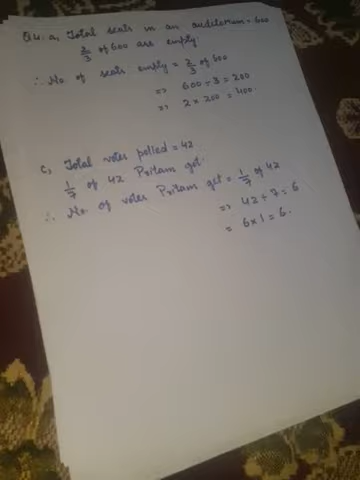 Q4. a, Total seats in an auditorium = 600
2/3 of 600 are empty.
∴ No. of seats empty = 2/3 of 600
=> 600 ÷ 3 = 200
=> 2 × 200 = 400.
c, Total votes polled = 42
1/7 of 42 Pritam got.
∴ No. of votes Pritam get = 1/7 of 42
=> 42 ÷ 7 = 6
= 6 × 1 = 6.